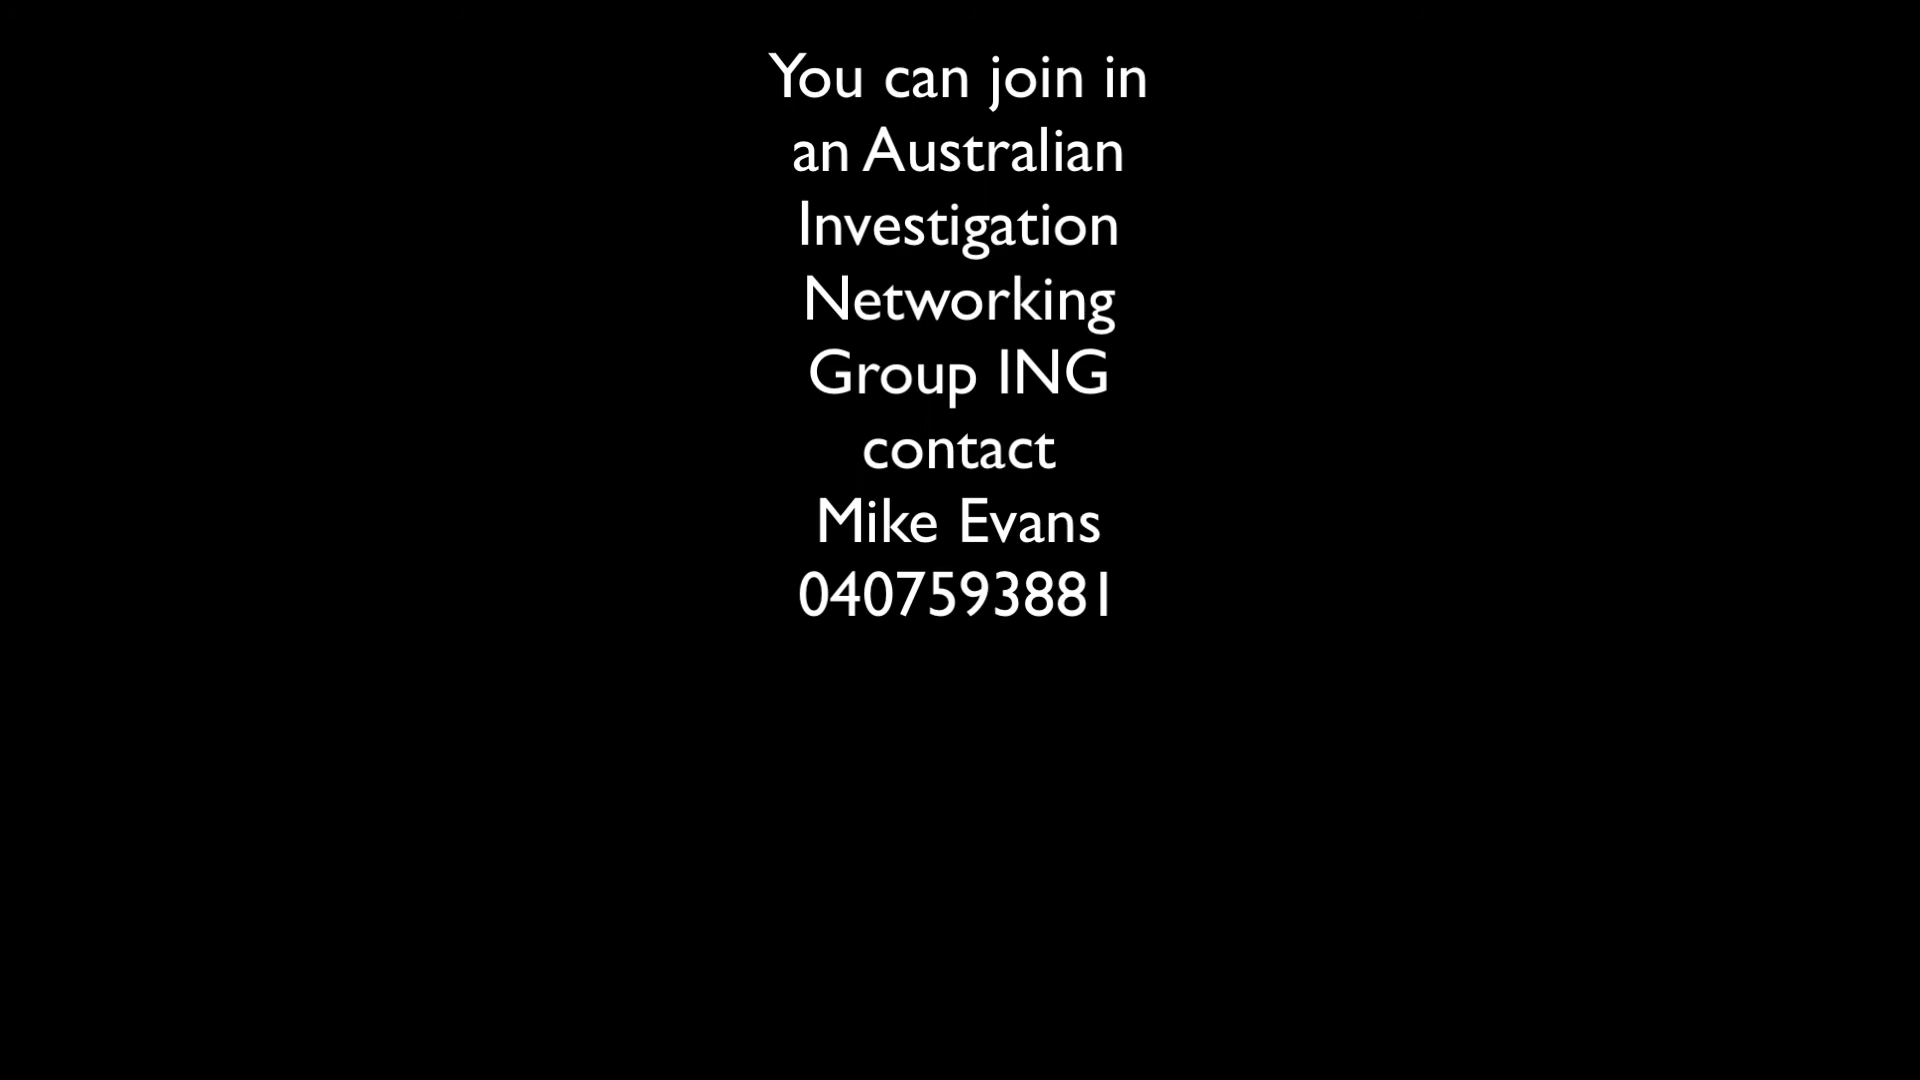 You can join in
an Australian
Investigation
Networking
Group ING
contact
Mike Evans
0407593881